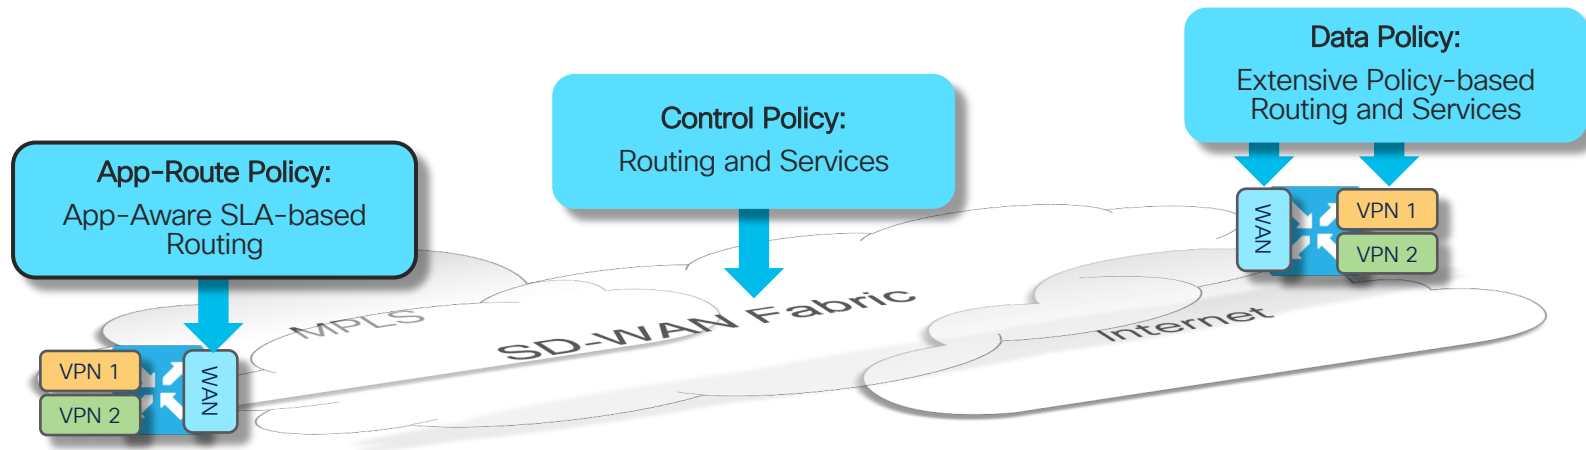 Data Policy:
Extensive Policy-based
Routing and Services
Control Policy:
Routing and Services
App-Route Policy:
App-Aware SLA-based
Routing
WAN
VPN 1
VPN 2
MPLS
SD-WAN Fabric
Internet
VPN 1
VPN 2
WAN